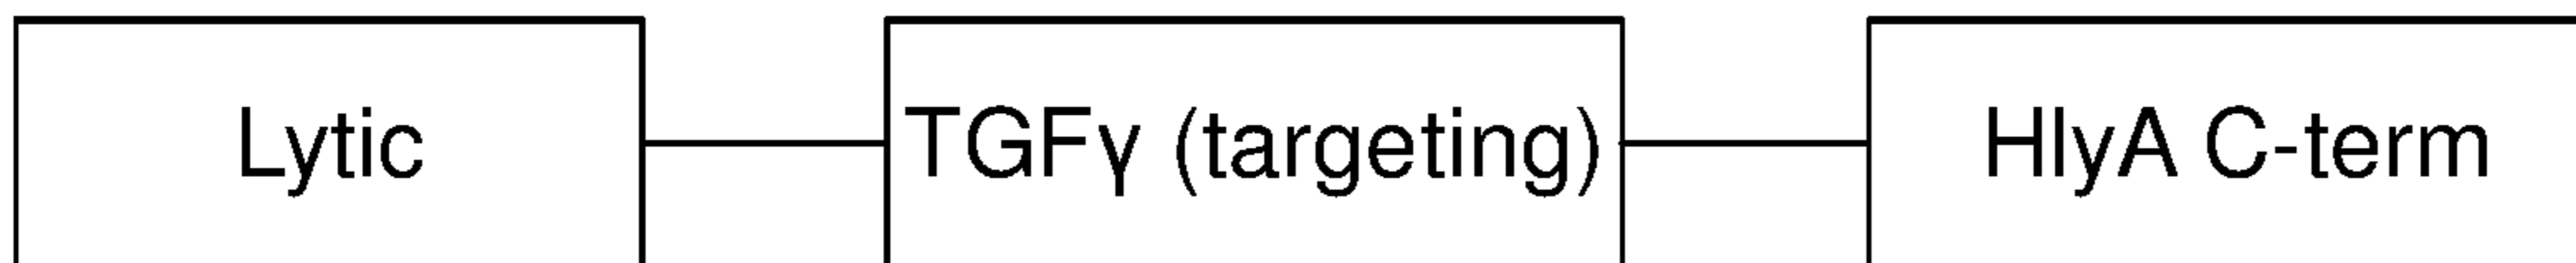 Lytic
TGFγ (targeting)
HlyA C-term